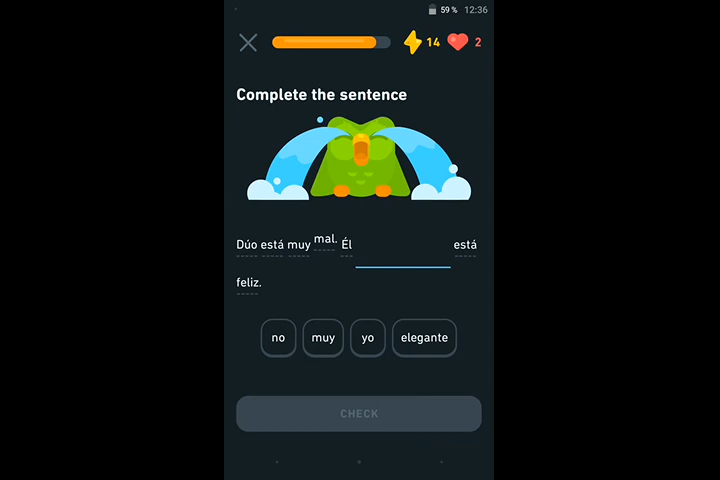 59 % 12:36
14 2
Complete the sentence
Dúo está muy mal. Él está
feliz.
no muy yo elegante
CHECK